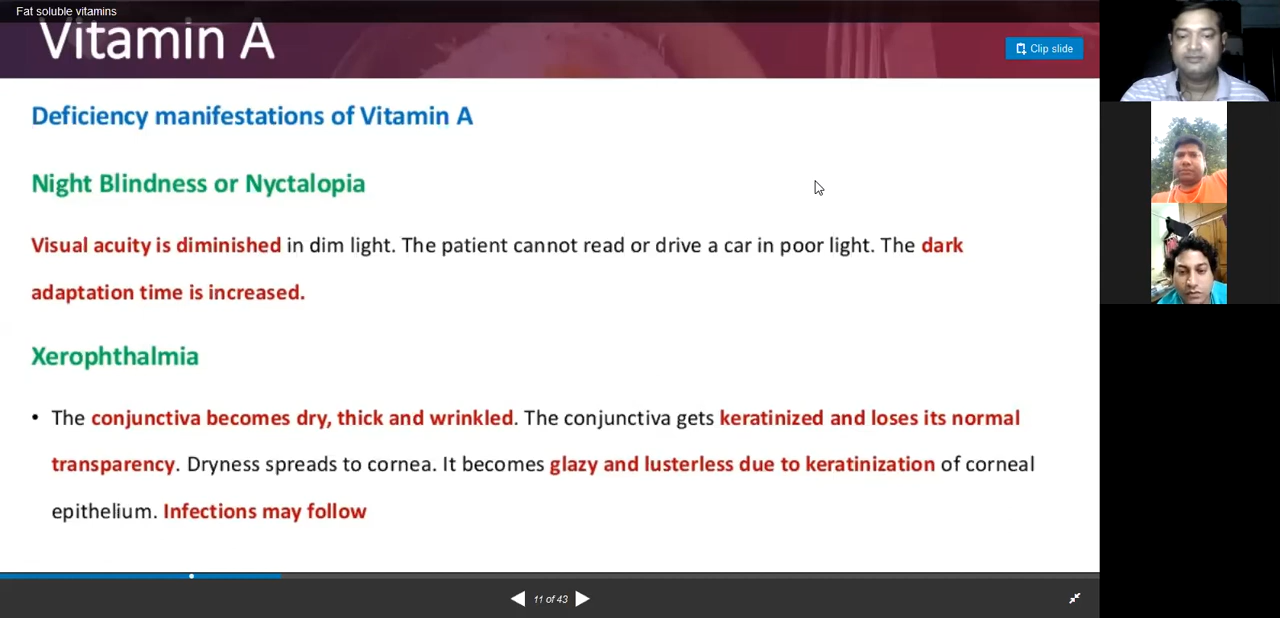 Fat soluble vitamins
Vitamin A
Clip slide
Deficiency manifestations of Vitamin A
Night Blindness or Nyctalopia
Visual acuity is diminished in dim light. The patient cannot read or drive a car in poor light. The dark
adaptation time is increased.
Xerophthalmia
• The conjunctiva becomes dry, thick and wrinkled. The conjunctiva gets keratinized and loses its normal
transparency. Dryness spreads to cornea. It becomes glazy and lusterless due to keratinization of corneal
epithelium. Infections may follow
11 of 43